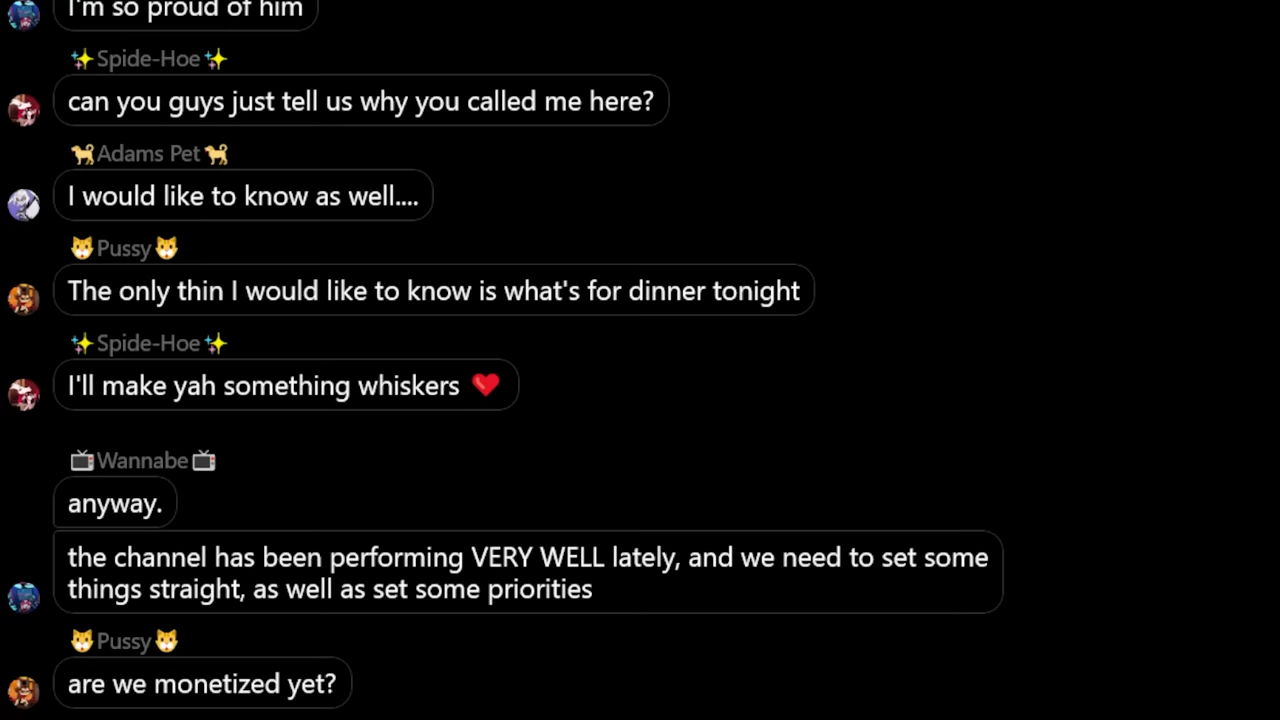 I'm so proud of him
✨Spide-Hoe✨
can you guys just tell us why you called me here?
🐕Adams Pet🐕
I would like to know as well....
🐱Pussy🐱
The only thin I would like to know is what's for dinner tonight
✨Spide-Hoe✨
I'll make yah something whiskers ❤️
📺Wannabe📺
anyway.
the channel has been performing VERY WELL lately, and we need to set some
things straight, as well as set some priorities
🐱Pussy🐱
are we monetized yet?